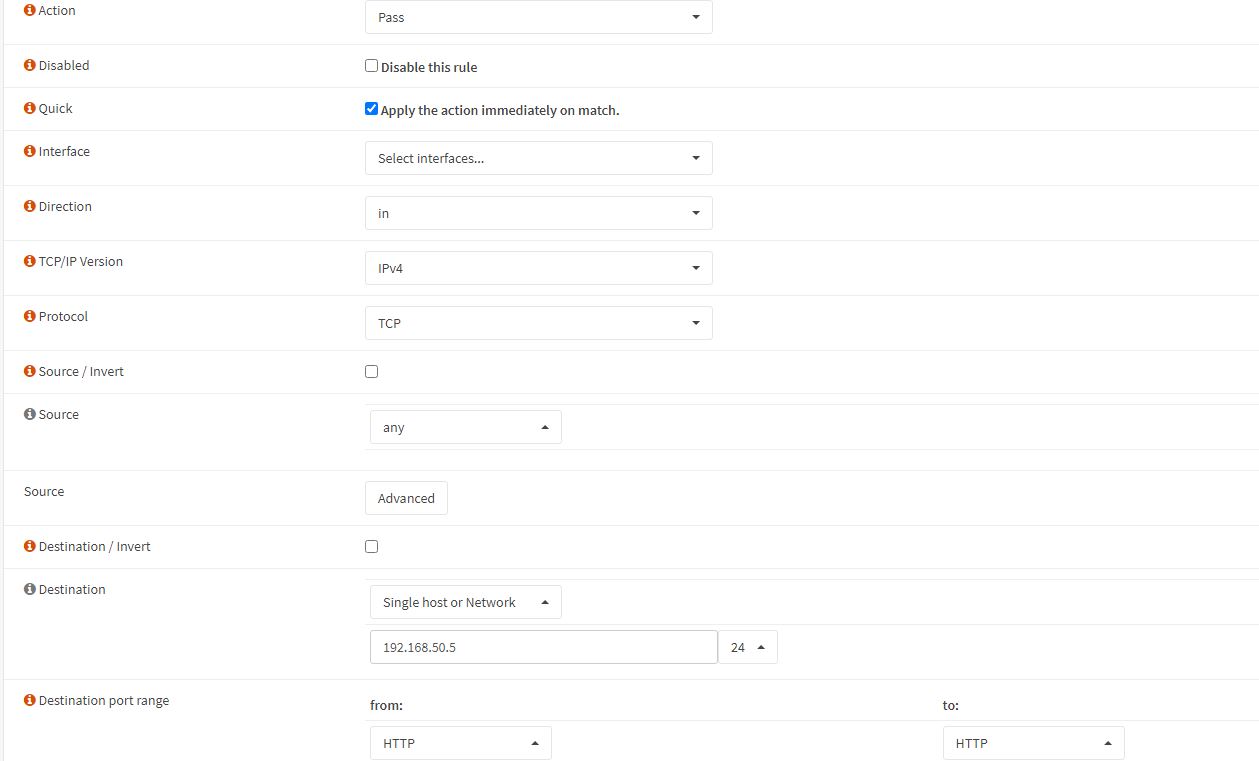 Action Pass
Disabled Disable this rule
Quick Apply the action immediately on match.
Interface Select interfaces...
Direction in
TCP/IP Version IPv4
Protocol TCP
Source / Invert
Source any
Source Advanced
Destination / Invert
Destination Single host or Network
192.168.50.5 24
Destination port range from: to:
HTTP HTTP